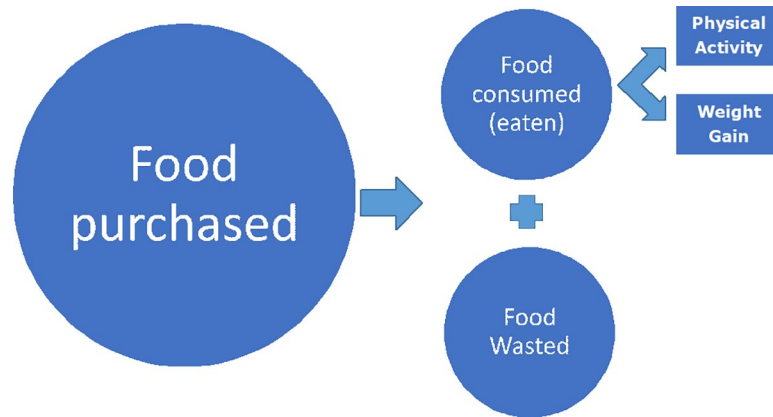 Food
purchased
Food
consumed
(eaten)
Physical
Activity
Weight
Gain
Food
Wasted